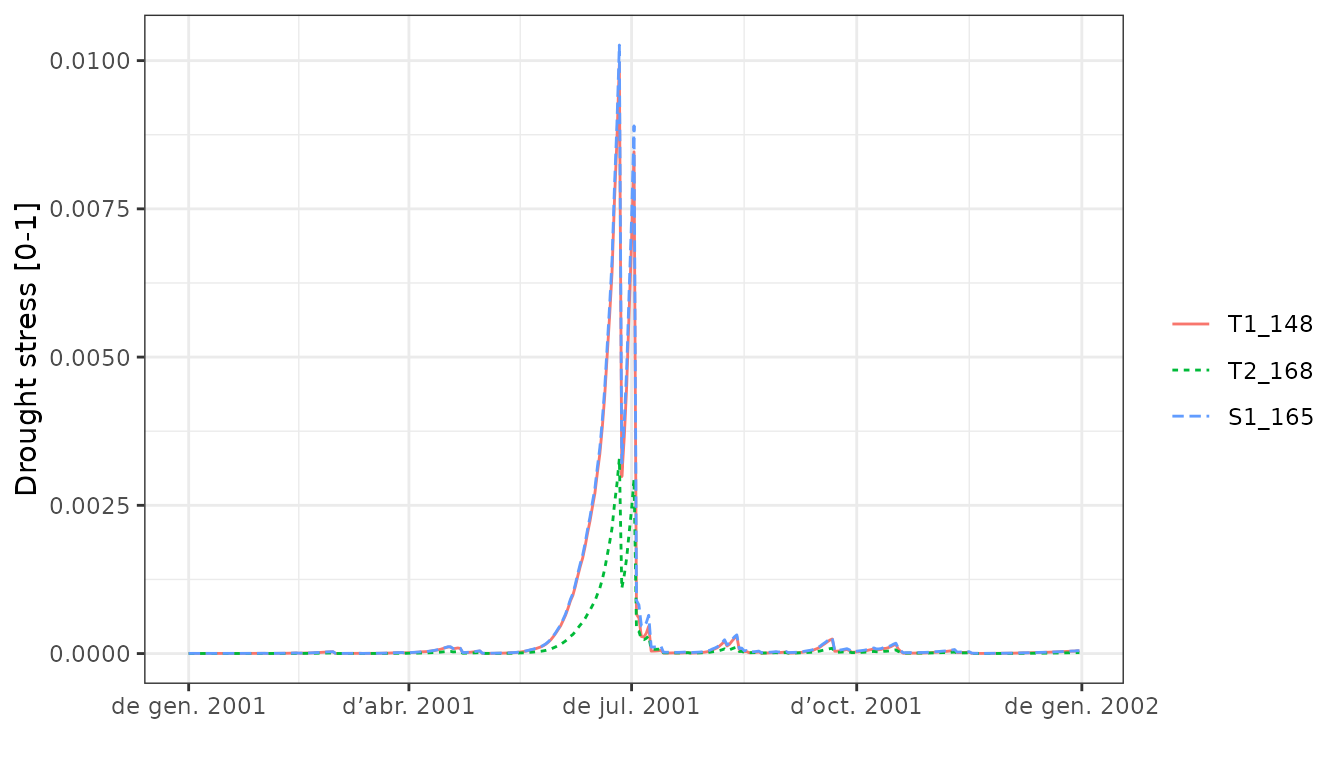 Drought stress [0-1]
0.0100
0.0075
0.0050
0.0025
0.0000
de gen. 2001
d’abr. 2001
de jul. 2001
d’oct. 2001
de gen. 2002
T1_148
T2_168
S1_165